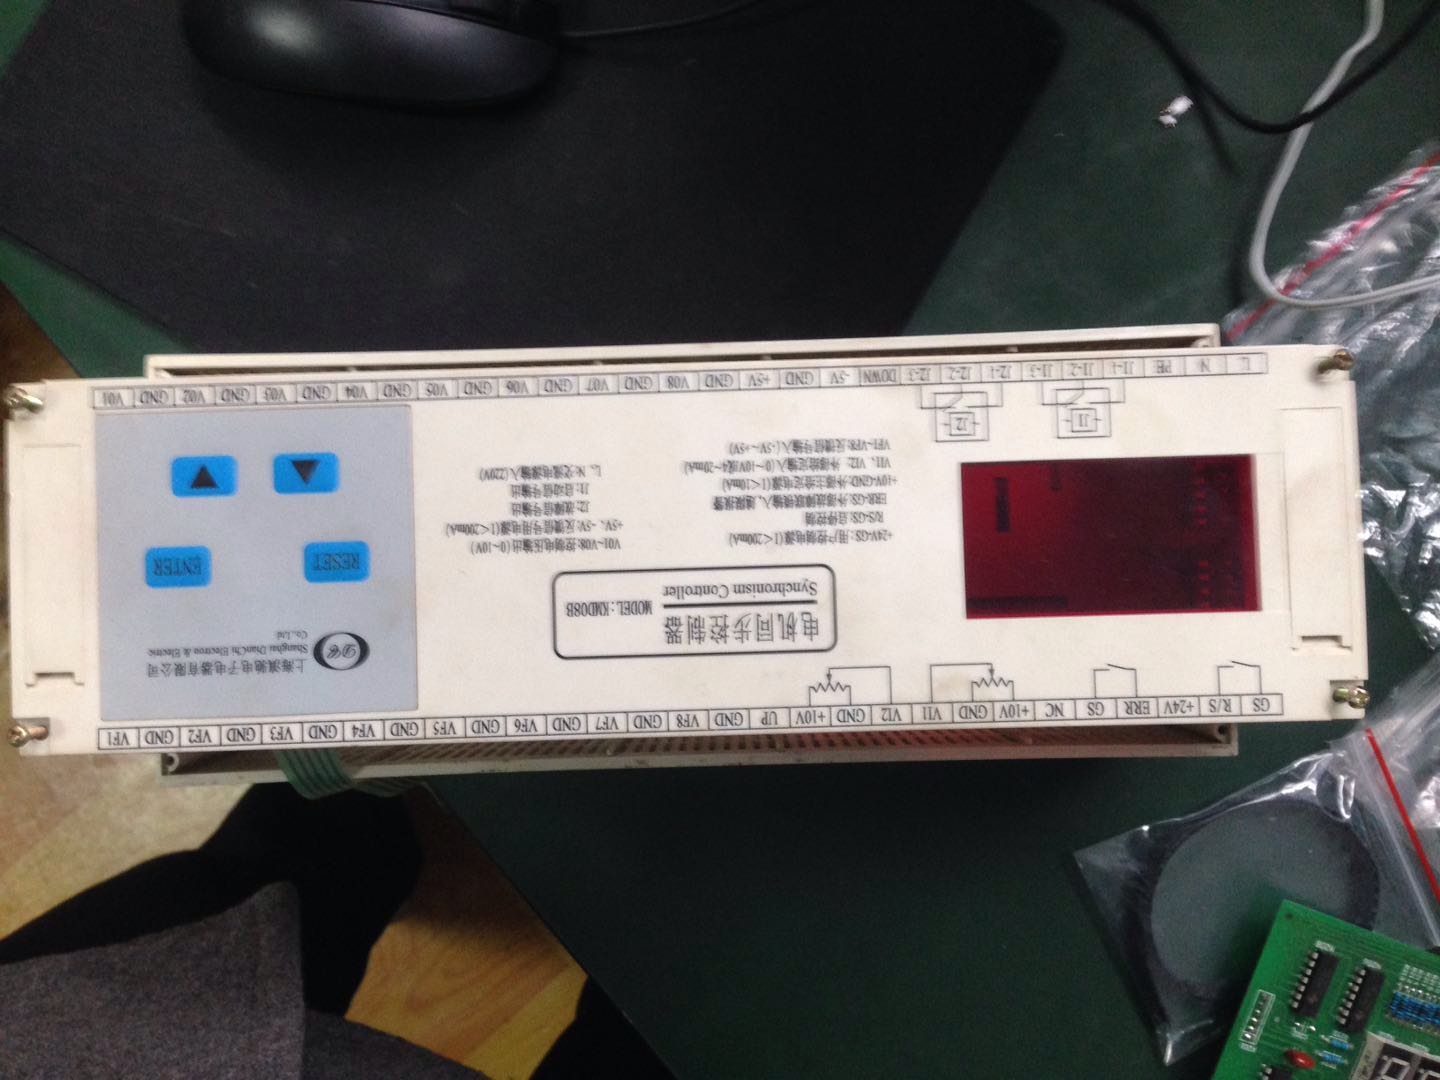 GS R/S +24V ERR GS NC +10V GND VI1 VI2 GND +10V UP GND VF8 GND VF7 GND VF6 GND VF5 GND VF4 GND VF3 GND VF2 GND VF1
电机同步控制器
Synchronism Controller
MODEL:KMD08B
DC
上海滇驰电子电器有限公司
Shanghai DianChi Electron & Electric
Co., Ltd
RESET ENTER
+24V-GS:用户控制电源(I<200mA)
R/S-GS:启停控制
ERR-GS:外部故障联锁输入、越限报警
+10V-GND:外部主给定电源(I<10mA)
VI1、VI2:外部给定输入(0~10V或4~20mA)
VF1~VF8:反馈信号输入(-5V~+5V)
V01~V08:控制电压输出(0~10V)
+5V、-5V:反馈信号用电源(I<200mA)
J2:故障信号输出
J1:启动信号输出
L、N:交流电源输入(220V)
J1 J2
L N PE J1-1 J1-2 J1-3 J2-1 J2-2 J2-3 DOWN -5V GND +5V GND V08 GND V07 GND V06 GND V05 GND V04 GND V03 GND V02 GND V01